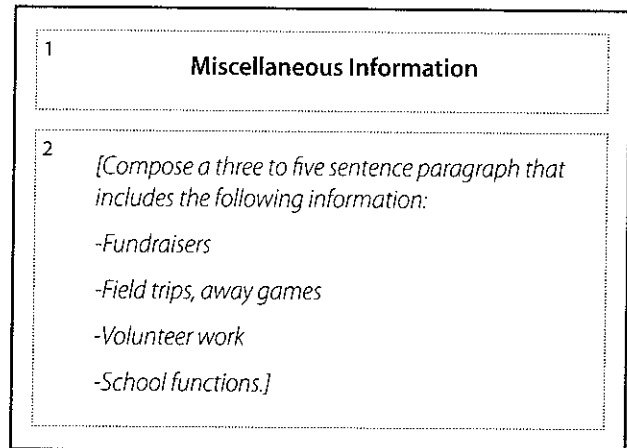 1
Miscellaneous Information
2
[Compose a three to five sentence paragraph that
includes the following information:
-Fundraisers
-Field trips, away games
-Volunteer work
-School functions.]